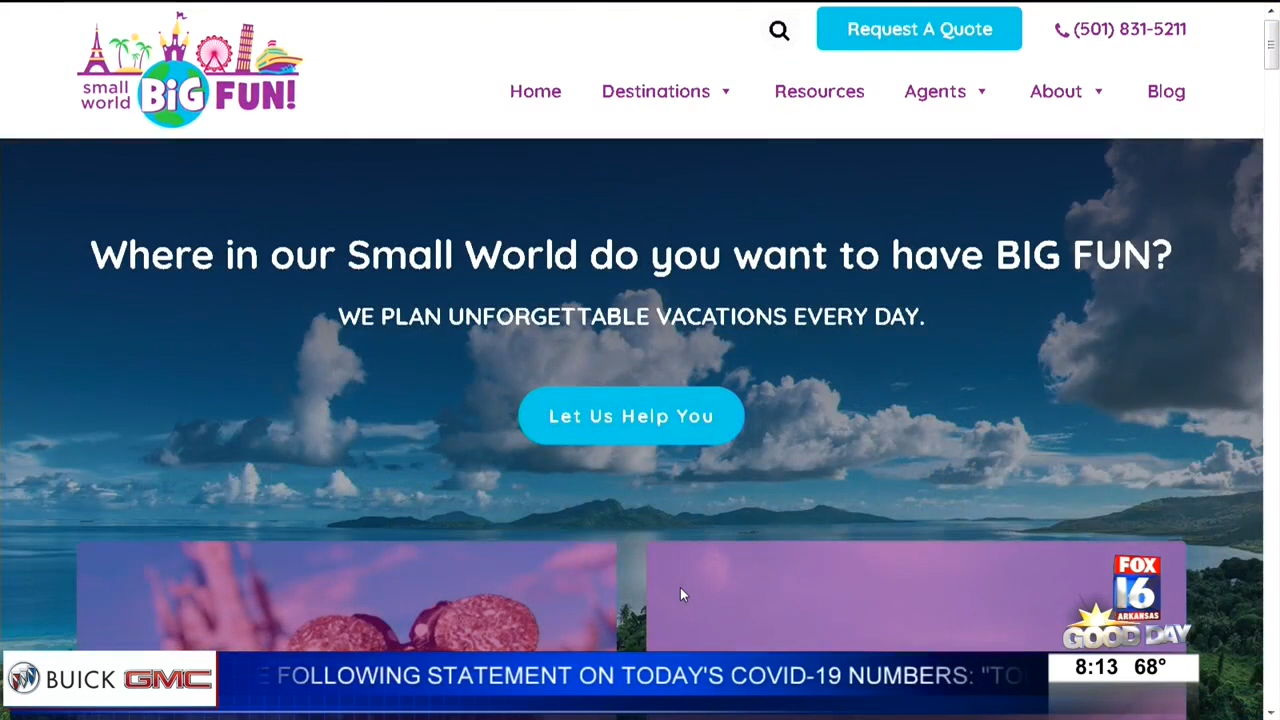 Request A Quote
(501) 831-5211
small world BiG FUN!
Home Destinations Resources Agents About Blog
Where in our Small World do you want to have BIG FUN?
WE PLAN UNFORGETTABLE VACATIONS EVERY DAY.
Let Us Help You
FOX
16
ARKANSAS
GOOD DAY
8:13 68°
BUICK GMC
E FOLLOWING STATEMENT ON TODAY'S COVID-19 NUMBERS: "TO